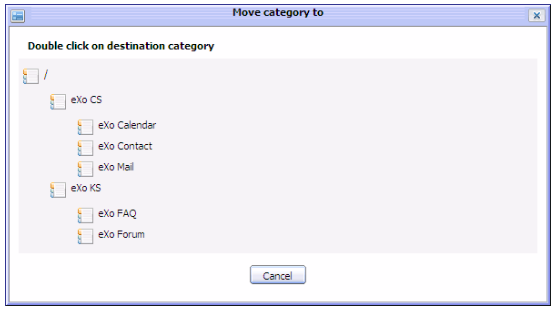 Move category to
Double click on destination category
/
eXo CS
eXo Calendar
eXo Contact
eXo Mail
eXo KS
eXo FAQ
eXo Forum
Cancel